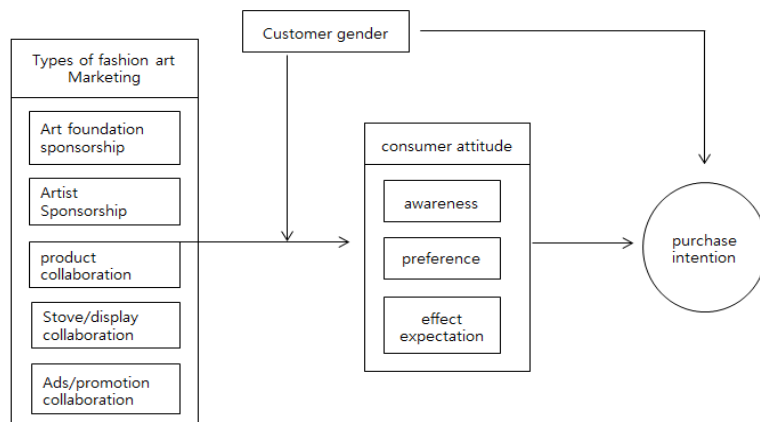 Customer gender
Types of fashion art
Marketing
Art foundation
sponsorship
Artist
Sponsorship
product
collaboration
Stove/display
collaboration
Ads/promotion
collaboration
consumer attitude
awareness
preference
effect
expectation
purchase
intention